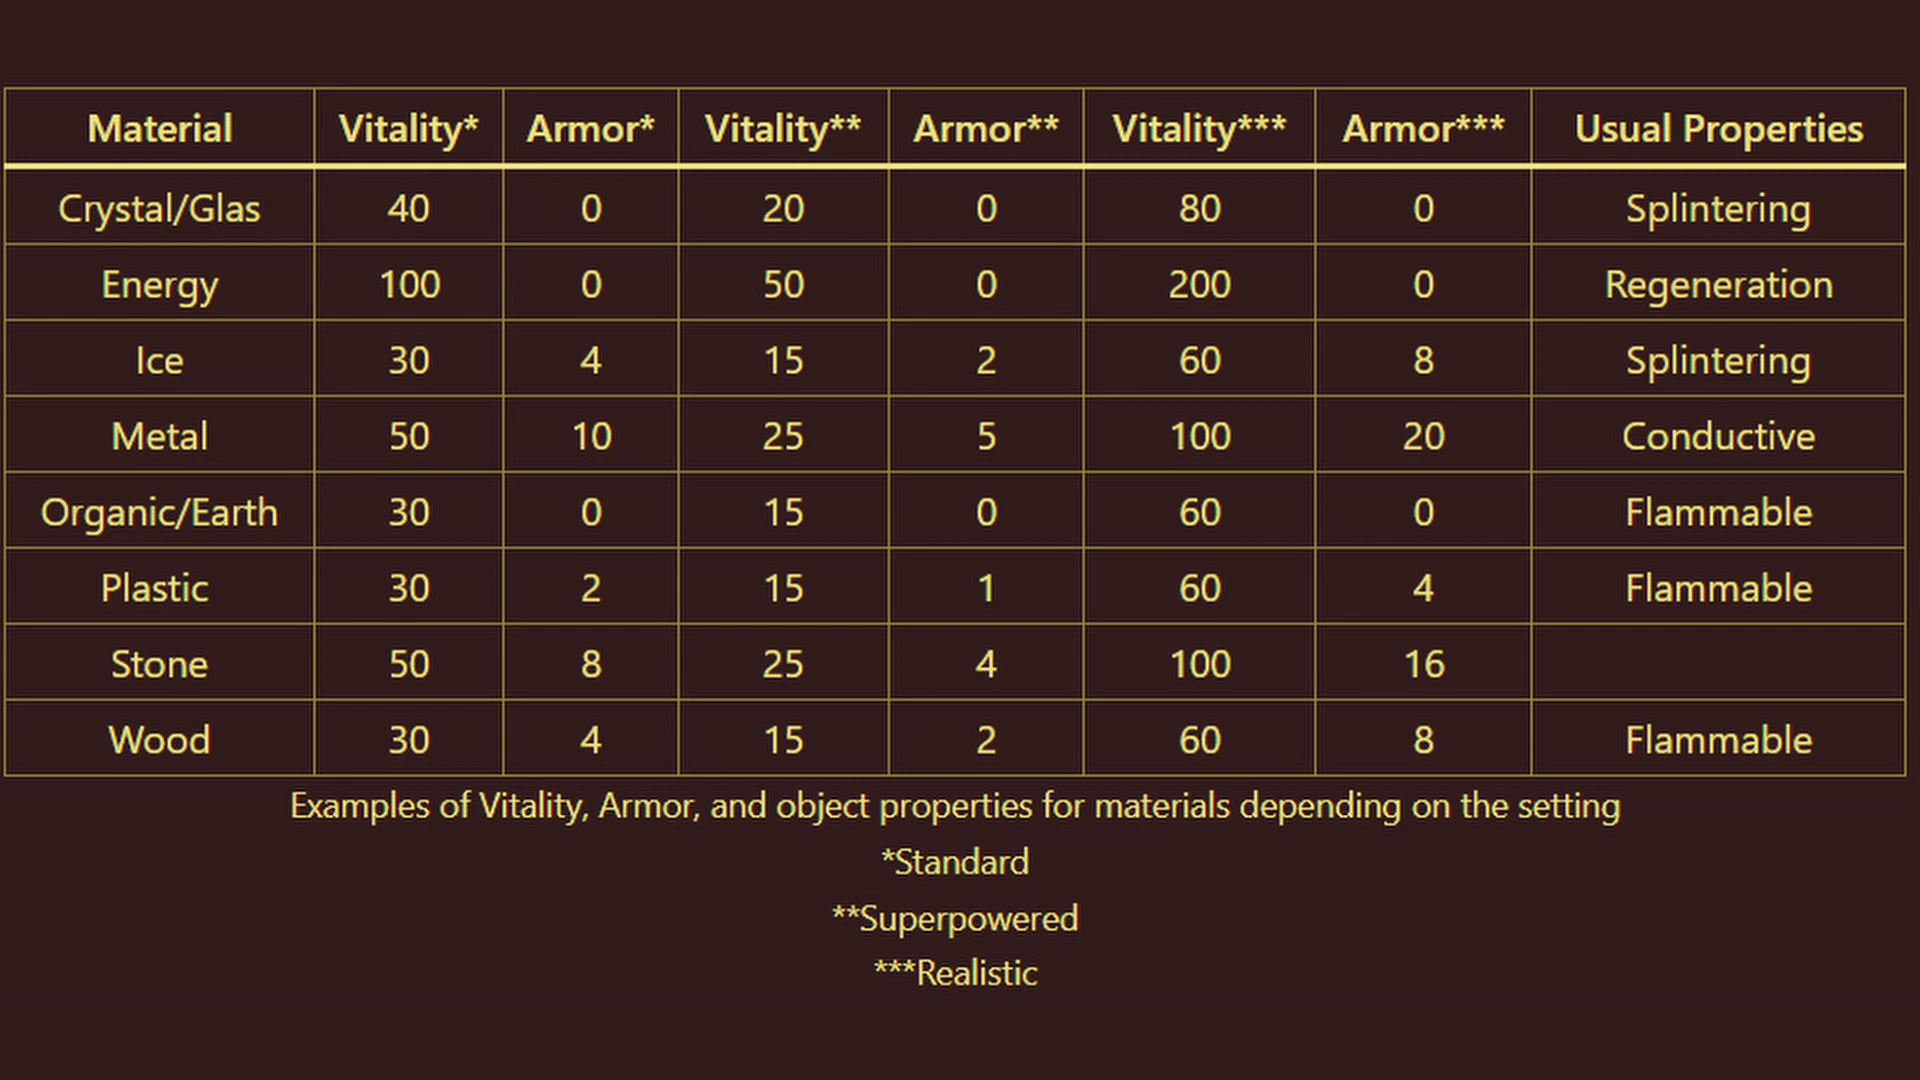 Material Vitality* Armor* Vitality** Armor** Vitality*** Armor*** Usual Properties
Crystal/Glas 40 0 20 0 80 0 Splintering
Energy 100 0 50 0 200 0 Regeneration
Ice 30 4 15 2 60 8 Splintering
Metal 50 10 25 5 100 20 Conductive
Organic/Earth 30 0 15 0 60 0 Flammable
Plastic 30 2 15 1 60 4 Flammable
Stone 50 8 25 4 100 16
Wood 30 4 15 2 60 8 Flammable
Examples of Vitality, Armor, and object properties for materials depending on the setting
*Standard
**Superpowered
***Realistic